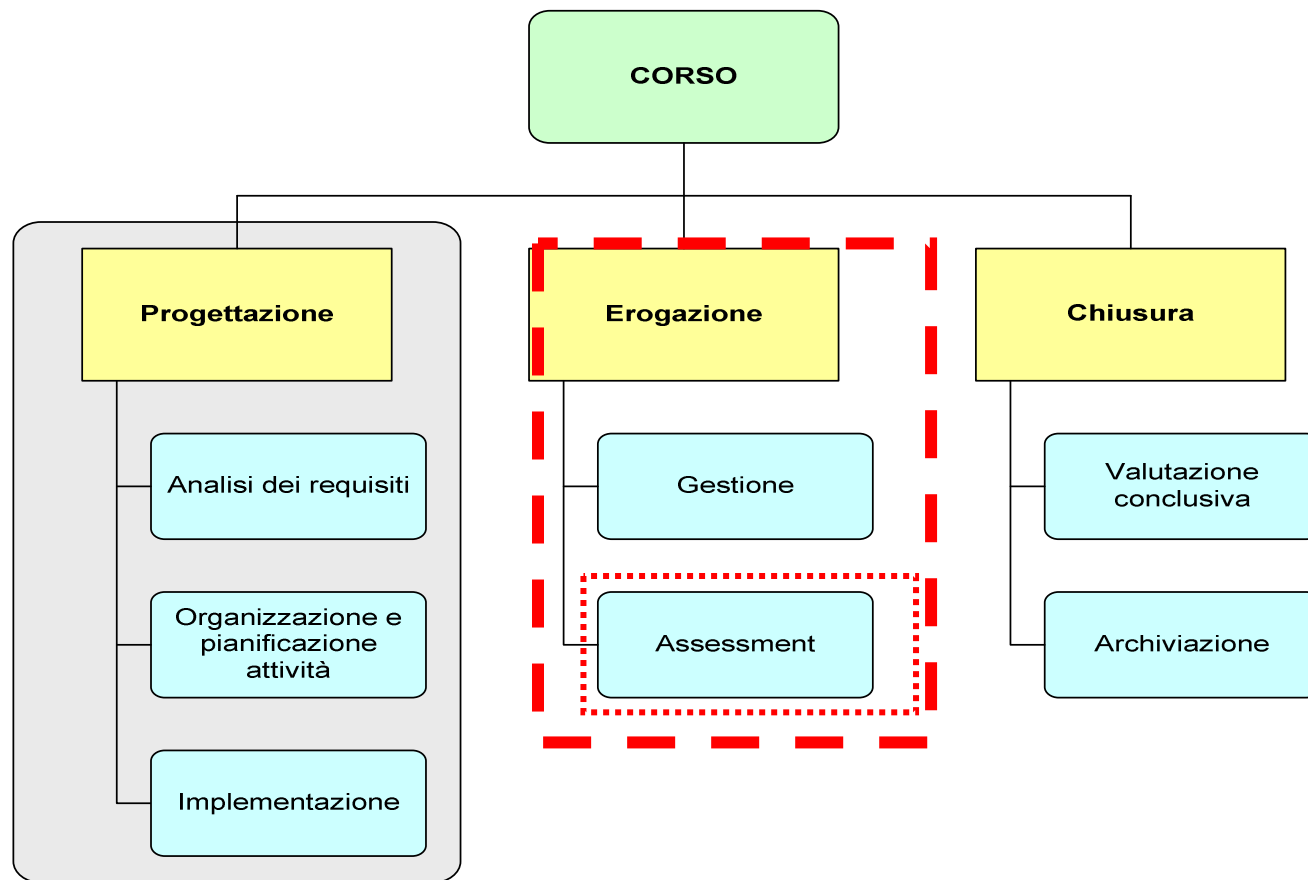 CORSO
Progettazione
Erogazione
Chiusura
Analisi dei requisiti
Organizzazione e
pianificazione
attività
Implementazione
Gestione
Assessment
Valutazione
conclusiva
Archiviazione